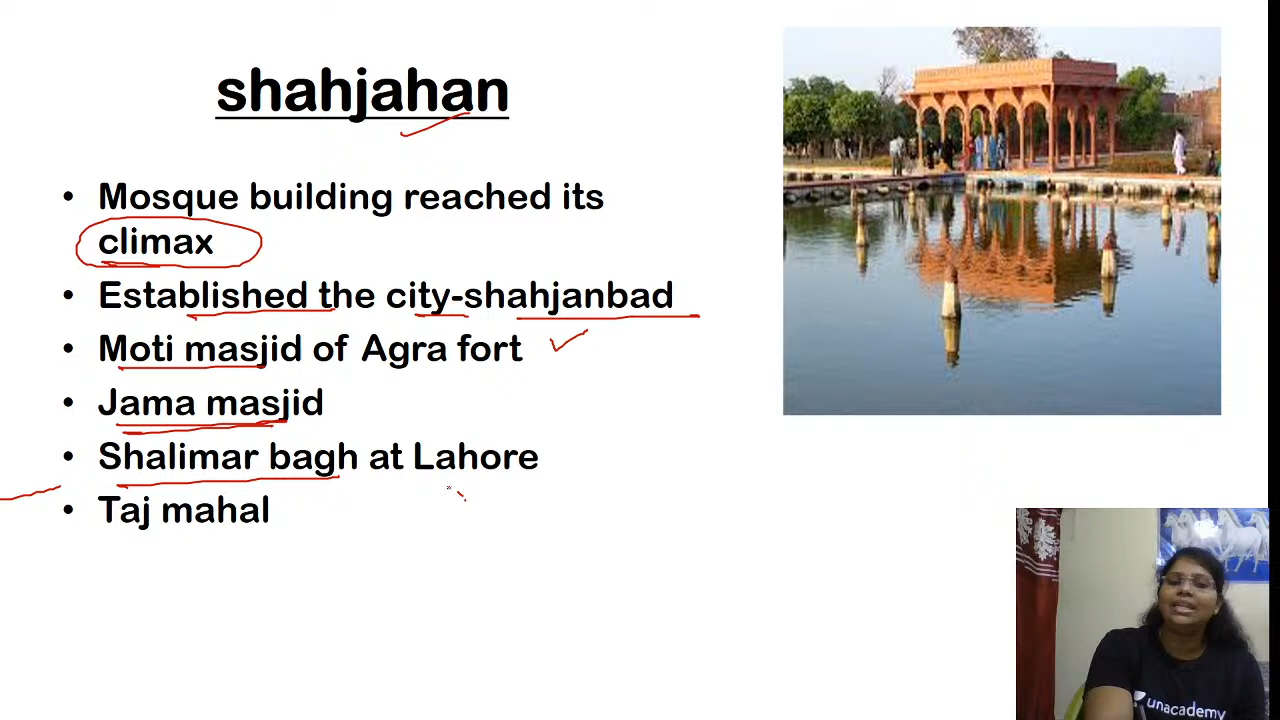 shahjahan
• Mosque building reached its
climax
• Established the city-shahjanbad
• Moti masjid of Agra fort
• Jama masjid
• Shalimar bagh at Lahore
• Taj mahal
unacademy